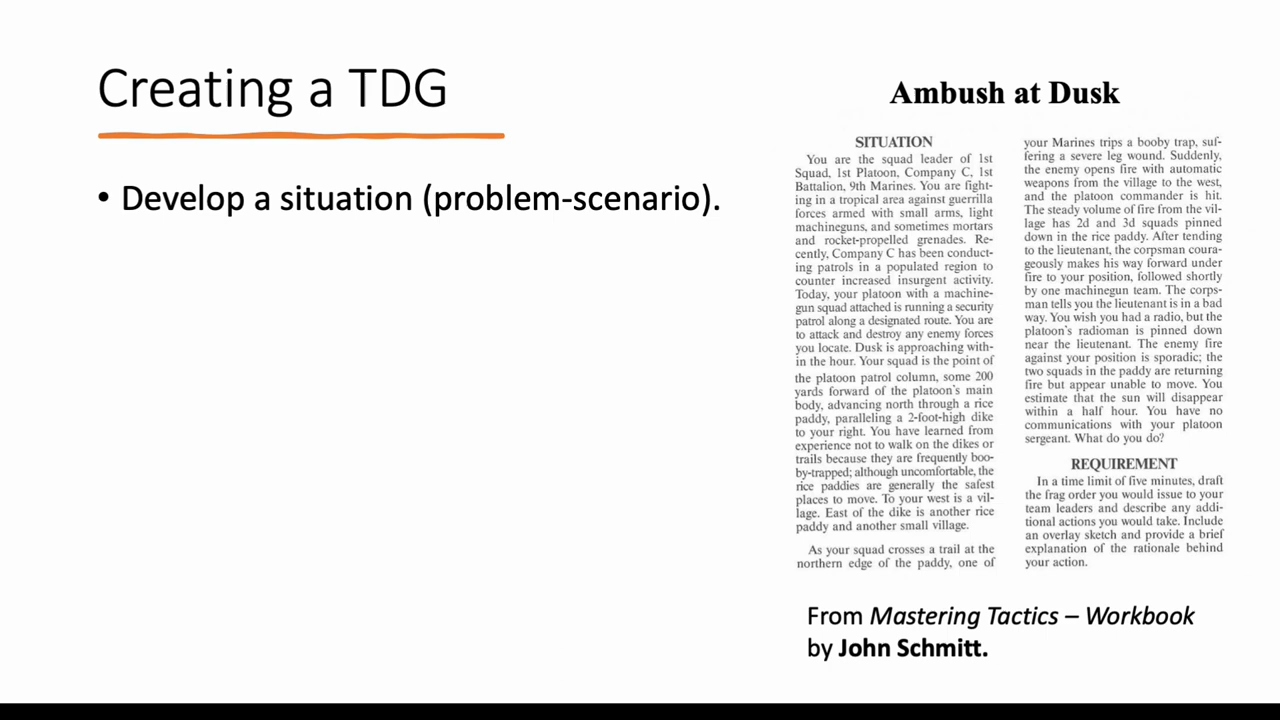 Creating a TDG
• Develop a situation (problem-scenario).
Ambush at Dusk
SITUATION
You are the squad leader of 1st
Squad, 1st Platoon, Company C, 1st
Battalion, 9th Marines. You are fight-
ing in a tropical area against guerrilla
forces armed with small arms, light
machineguns, and sometimes mortars
and rocket-propelled grenades. Re-
cently, Company C has been conduct-
ing patrols in a populated region to
counter increased insurgent activity.
Today, your platoon with a machine-
gun squad attached is running a security
patrol along a designated route. You are
to attack and destroy any enemy forces
you locate. Dusk is approaching with-
in the hour. Your squad is the point of
the platoon patrol column, some 200
yards forward of the platoon's main
body, advancing north through a rice
paddy, paralleling a 2-foot-high dike
to your right. You have learned from
experience not to walk on the dikes or
trails because they are frequently boo-
by-trapped; although uncomfortable, the
rice paddies are generally the safest
places to move. To your west is a vil-
lage. East of the dike is another rice
paddy and another small village.
As your squad crosses a trail at the
northern edge of the paddy, one of
your Marines trips a booby trap, suf-
fering a severe leg wound. Suddenly,
the enemy opens fire with automatic
weapons from the village to the west,
and the platoon commander is hit.
The steady volume of fire from the vil-
lage has 2d and 3d squads pinned
down in the rice paddy. After tending
to the lieutenant, the corpsman coura-
geously makes his way forward under
fire to your position, followed shortly
by one machinegun team. The corps-
man tells you the lieutenant is in a bad
way. You wish you had a radio, but the
platoon's radioman is pinned down
near the lieutenant. The enemy fire
against your position is sporadic; the
two squads in the paddy are returning
fire but appear unable to move. You
estimate that the sun will disappear
within a half hour. You have no
communications with your platoon
sergeant. What do you do?
REQUIREMENT
In a time limit of five minutes, draft
the frag order you would issue to your
team leaders and describe any addi-
tional actions you would take. Include
an overlay sketch and provide a brief
explanation of the rationale behind
your action.
From Mastering Tactics – Workbook
by John Schmitt.